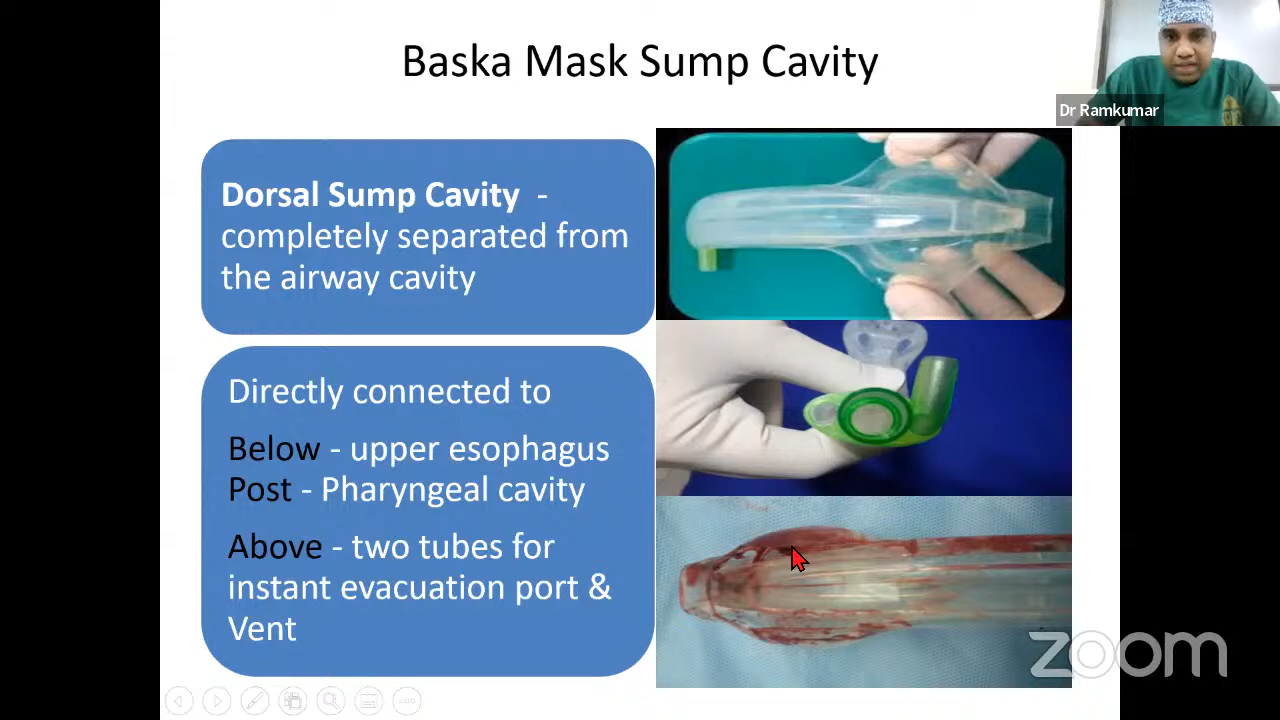 Baska Mask Sump Cavity
Dr Ramkumar
Dorsal Sump Cavity -
completely separated from
the airway cavity
Directly connected to
Below - upper esophagus
Post - Pharyngeal cavity
Above - two tubes for
instant evacuation port &
Vent
zoom